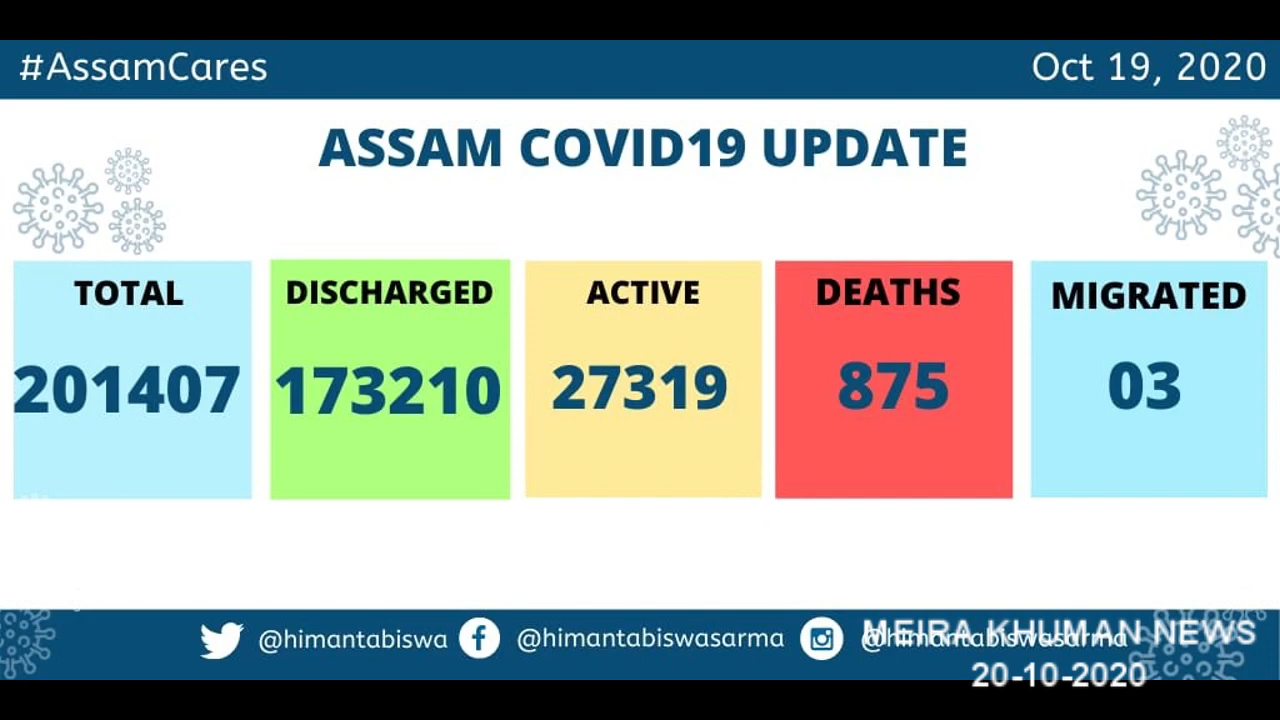 #AssamCares
Oct 19, 2020
ASSAM COVID19 UPDATE
TOTAL
201407
DISCHARGED
173210
ACTIVE
27319
DEATHS
875
MIGRATED
03
@himantabiswa
@himantabiswasarma
@himantabiswasarma
MEIRA KHUMAN NEWS
20-10-2020